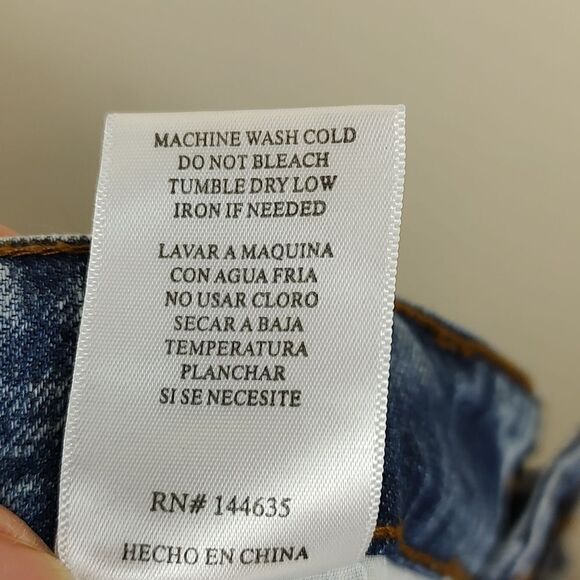 MACHINE WASH COLD
DO NOT BLEACH
TUMBLE DRY LOW
IRON IF NEEDED
LAVAR A MAQUINA
CON AGUA FRIA
NO USAR CLORO
SECAR A BAJA
TEMPERATURA
PLANCHAR
SI SE NECESITE
RN# 144635
HECHO EN CHINA